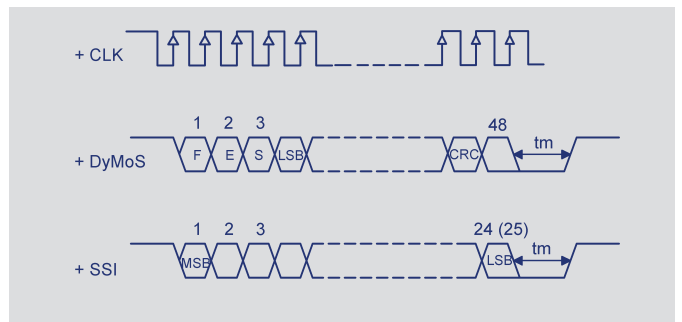 + CLK
1 2 3 48
+ DyMoS F E S LSB CRC tm
1 2 3 24 (25)
+ SSI MSB LSB tm